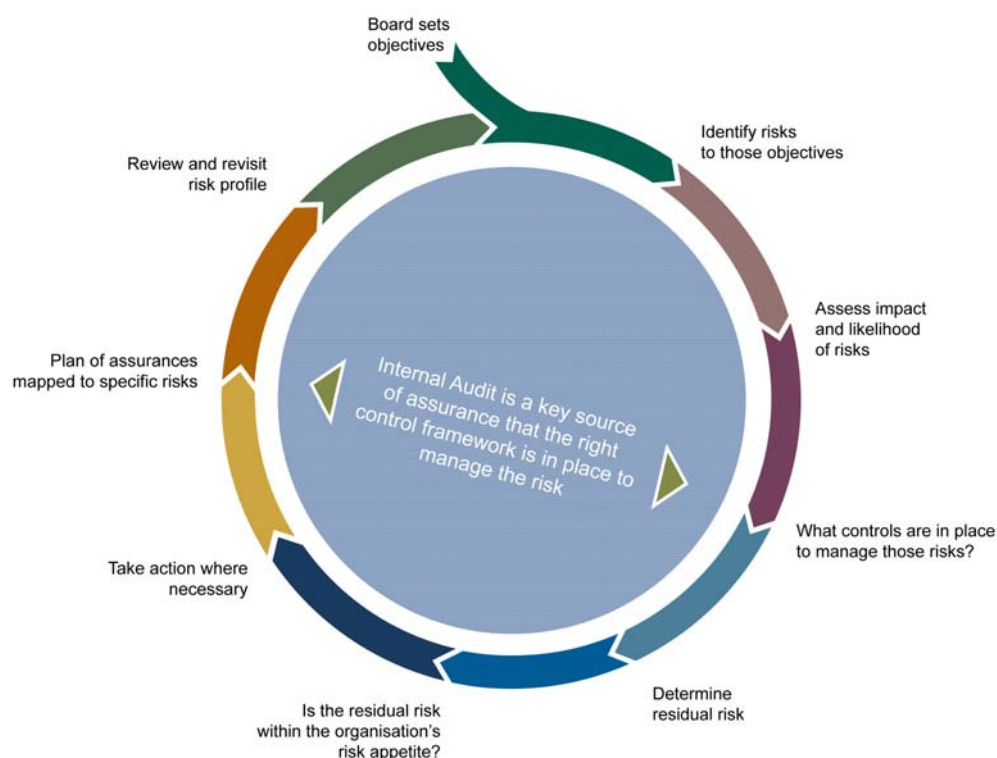 Board sets
objectives
Identify risks
to those objectives
Assess impact
and likelihood
of risks
What controls are in place
to manage those risks?
Determine
residual risk
Is the residual risk
within the organisation's
risk appetite?
Take action where
necessary
Plan of assurances
mapped to specific risks
Review and revisit
risk profile
Internal Audit is a key source
of assurance that the right
control framework is in place to
manage the risk